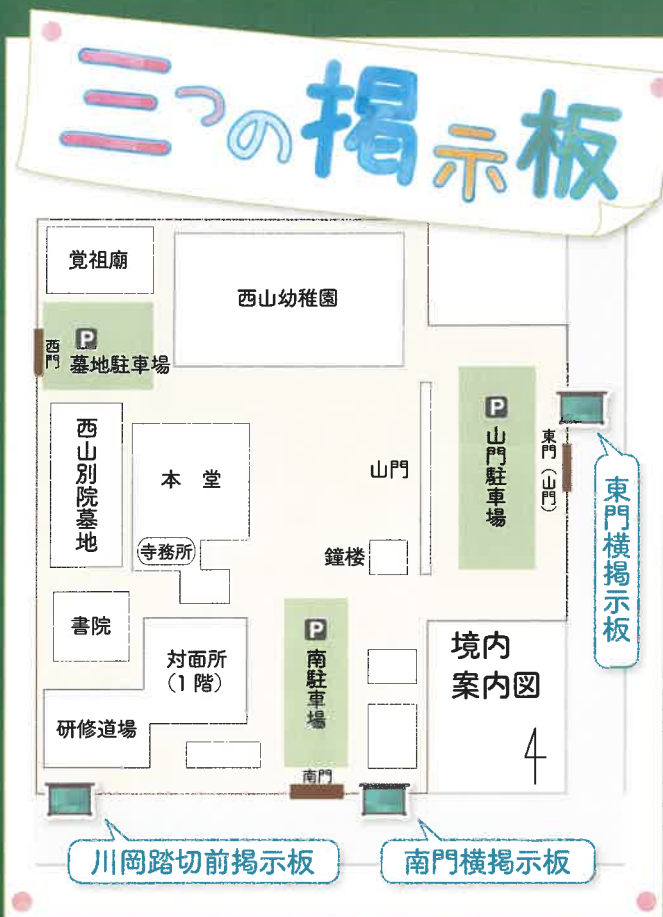 三つの掲示板
覚祖廟
西山幼稚園
西門
P
墓地駐車場
西山別院墓地
本堂
寺務所
山門
鐘楼
P
山門駐車場
東門（山門）
東門横掲示板
書院
対面所
（1階）
研修道場
P
南駐車場
南門
境内
案内図
川岡踏切前掲示板
南門横掲示板